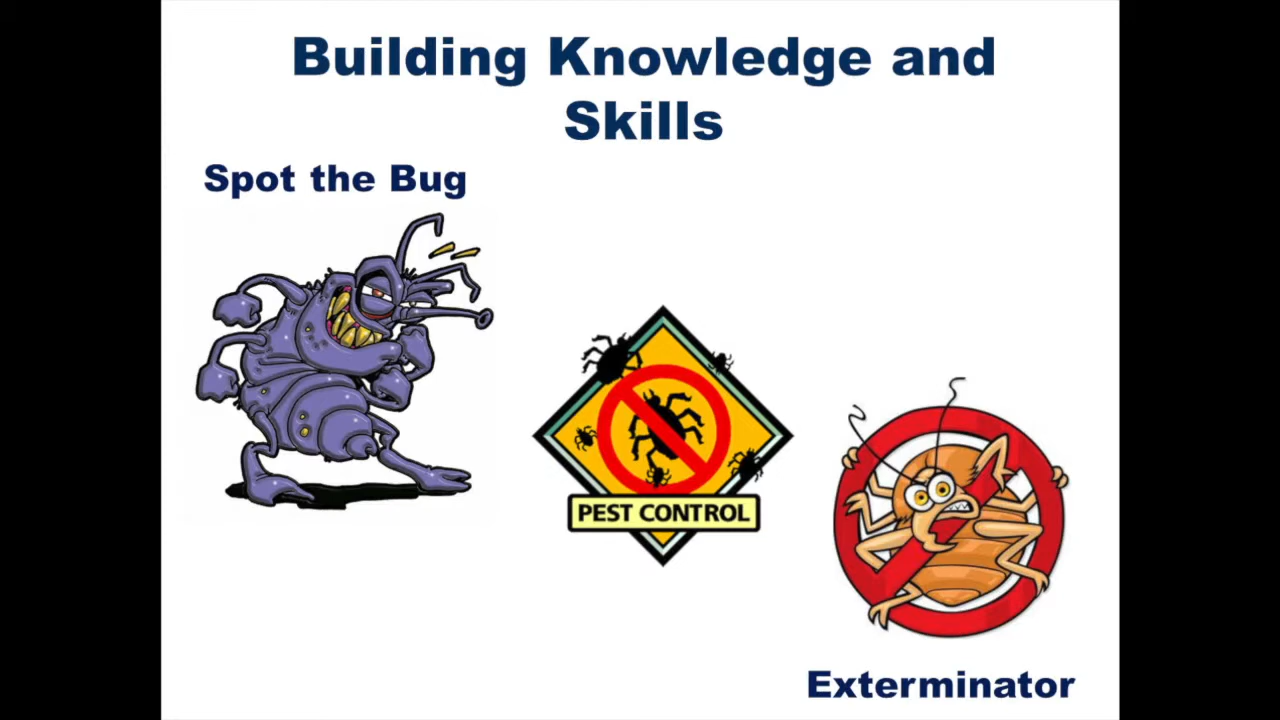 Building Knowledge and
Skills
Spot the Bug
PEST CONTROL
Exterminator